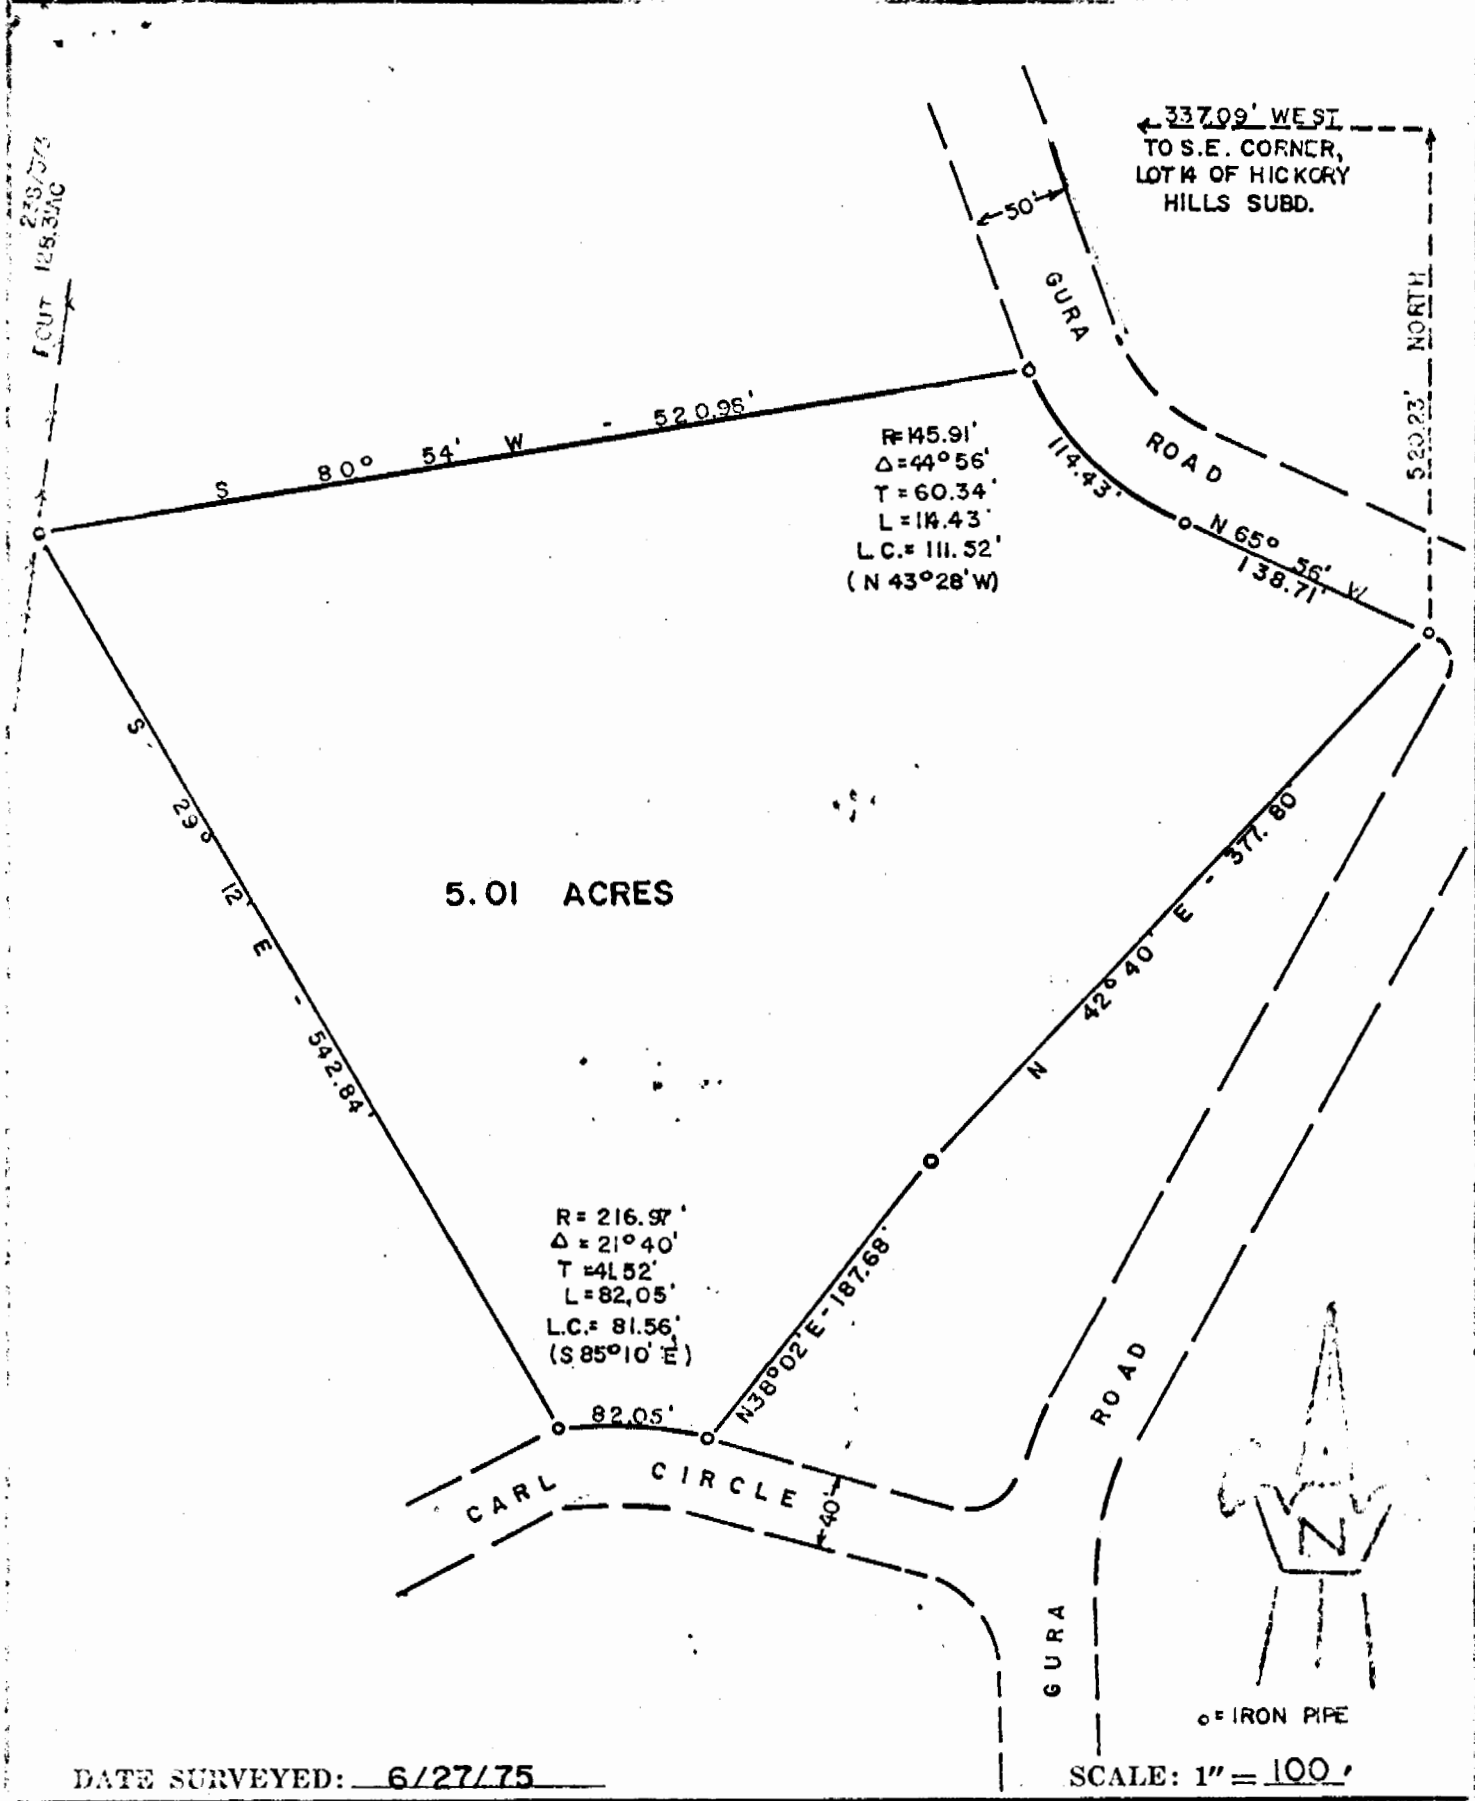 337.09' WEST
TO S.E. CORNER,
LOT 14 OF HICKORY
HILLS SUBD.
128.31AC
50'
GURA
ROAD
520.23' NORTH
S 80° 54' W - 520.98'
R=145.91'
Δ=44°56'
T = 60.34'
L = 114.43'
L.C.= 111.52'
(N 43°28'W)
114.43'
N 65° 56' W
138.71'
S 29° 12' E - 542.84'
5.01 ACRES
N 42° 40' E - 377.80'
R = 216.97'
Δ = 21°40'
T = 41.52'
L = 82.05'
L.C.= 81.56'
(S 85°10' E)
N38°02'E - 187.68'
82.05'
CARL CIRCLE
40'
ROAD
GURA
N
o = IRON PIPE
DATE SURVEYED: 6/27/75
SCALE: 1" = 100'